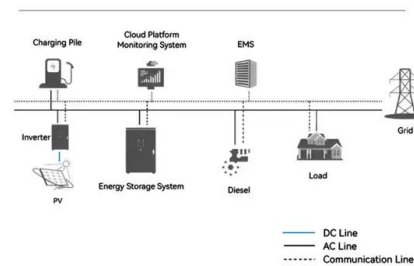 Charging Pile
Cloud Platform
Monitoring System
EMS
Grid
Inverter
PV
Energy Storage System
Diesel
Load
DC Line
AC Line
Communication Line